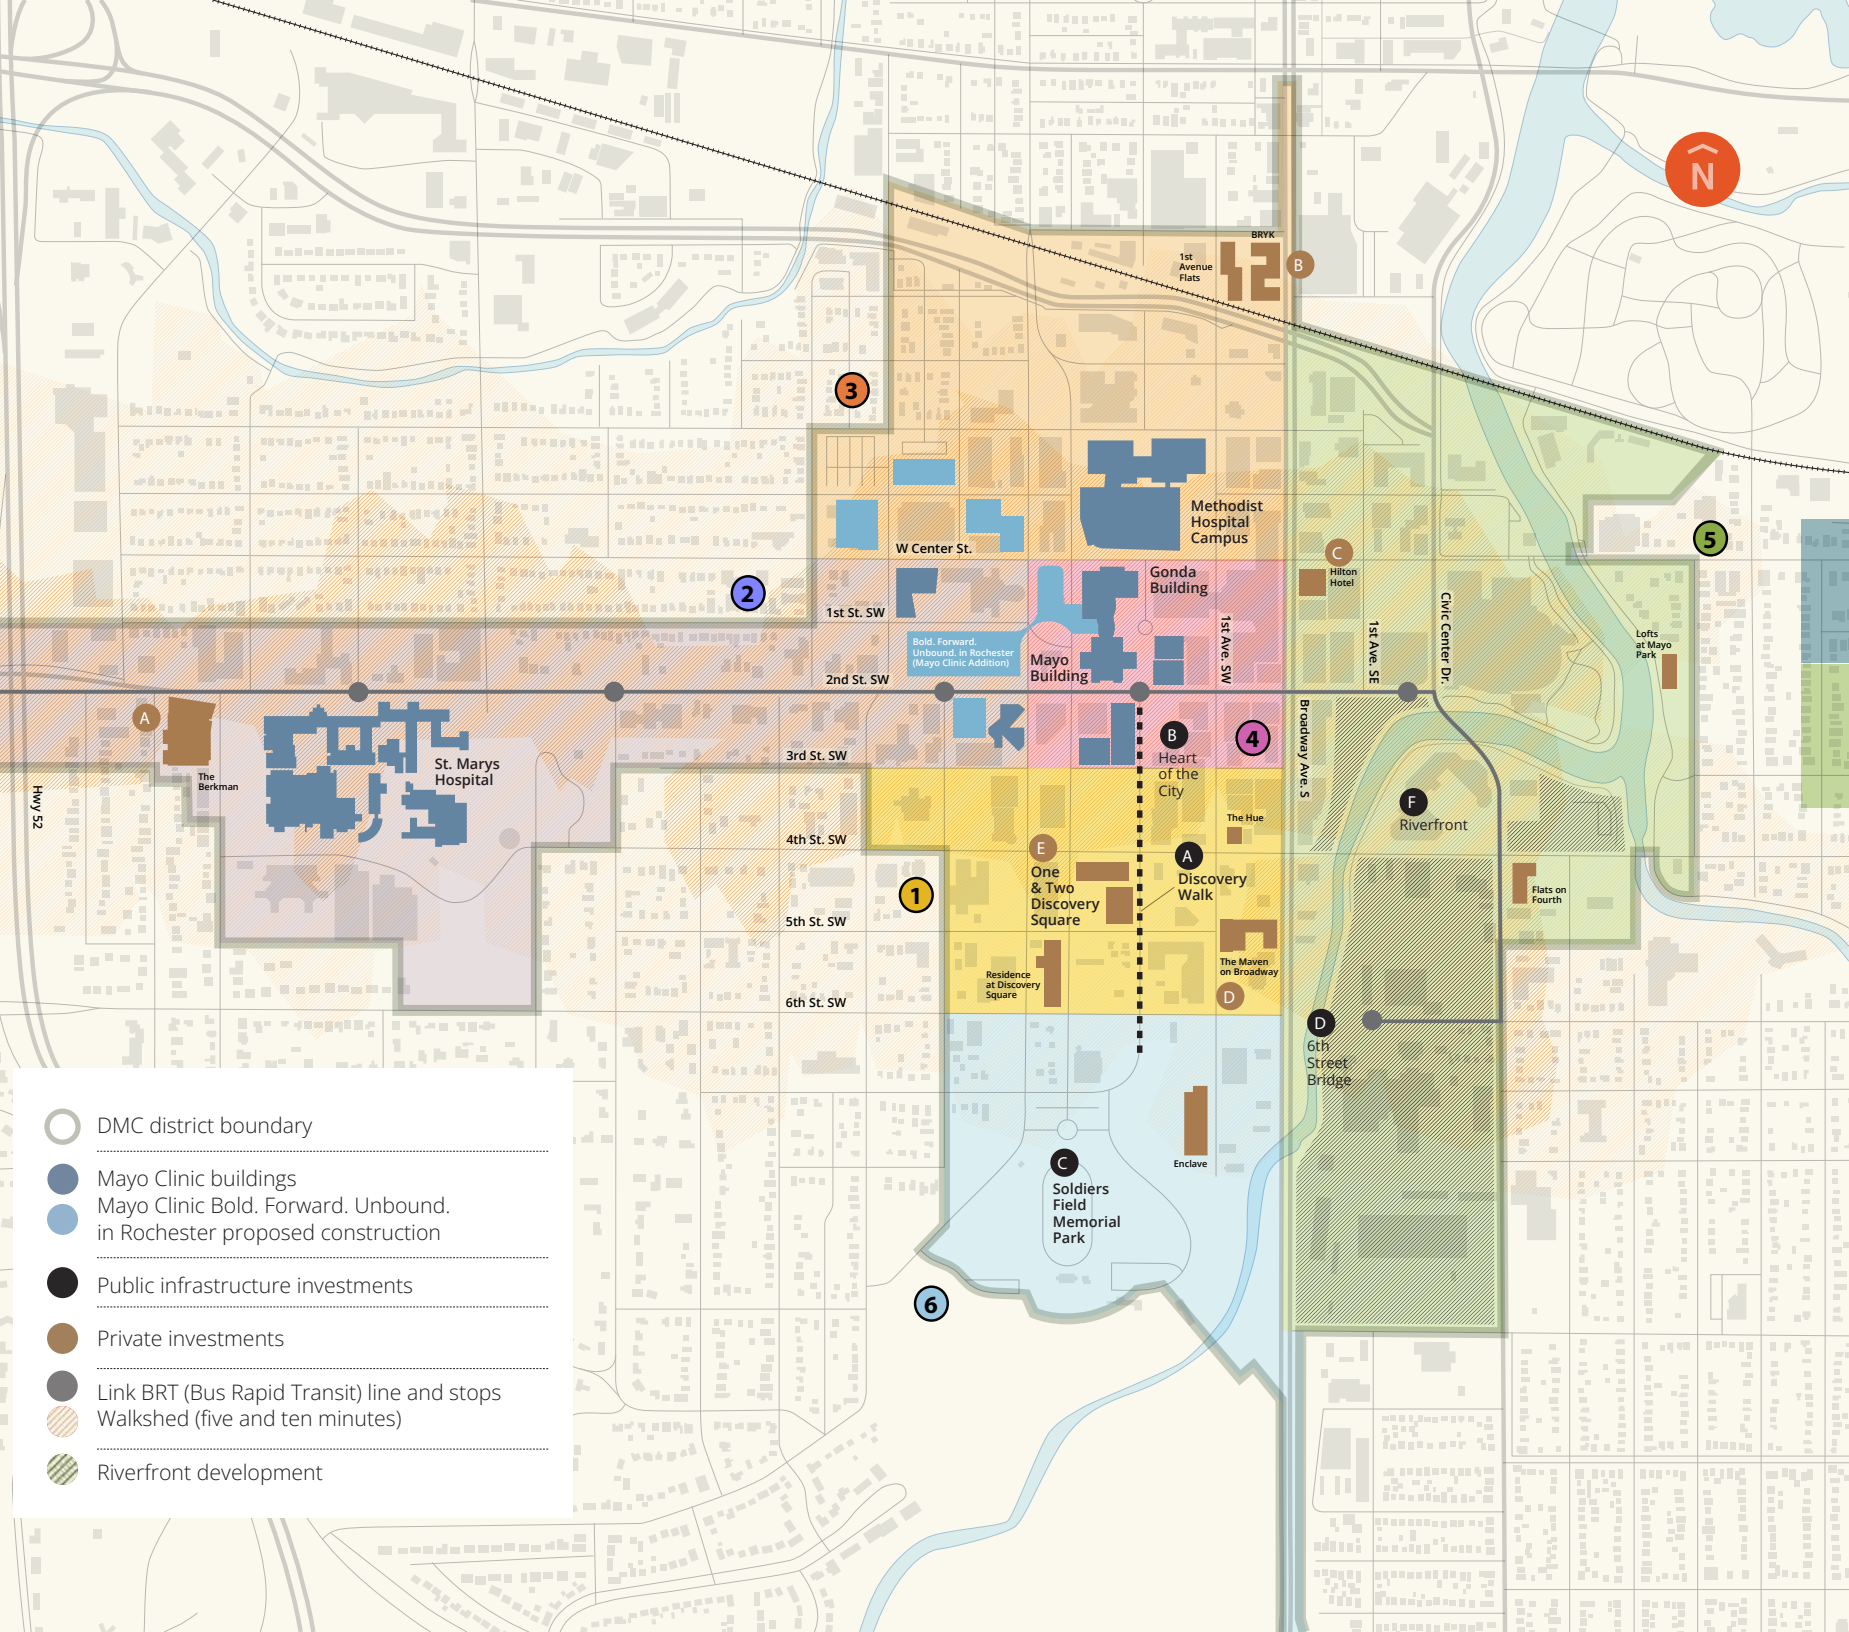 N
BRYK
1st
Avenue
Flats
B
3
Methodist
Hospital
Campus
W Center St.
5
C
Hilton
Hotel
Gonda
Building
2
1st St. SW
Bold. Forward.
Unbound. in Rochester
(Mayo Clinic Addition)
Mayo
Building
1st Ave. SW
1st Ave. SE
Civic Center Dr.
Lofts
at Mayo
Park
2nd St. SW
A
The
Berkman
St. Marys
Hospital
3rd St. SW
B
Heart
of the
City
4
Broadway Ave. S
Hwy 52
F
Riverfront
The Hue
4th St. SW
E
One
& Two
Discovery
Square
A
Discovery
Walk
1
Flats on
Fourth
5th St. SW
Residence
at Discovery
Square
The Maven
on Broadway
D
6th St. SW
D
6th
Street
Bridge
Enclave
C
Soldiers
Field
Memorial
Park
6
DMC district boundary
Mayo Clinic buildings
Mayo Clinic Bold. Forward. Unbound.
in Rochester proposed construction
Public infrastructure investments
Private investments
Link BRT (Bus Rapid Transit) line and stops
Walkshed (five and ten minutes)
Riverfront development